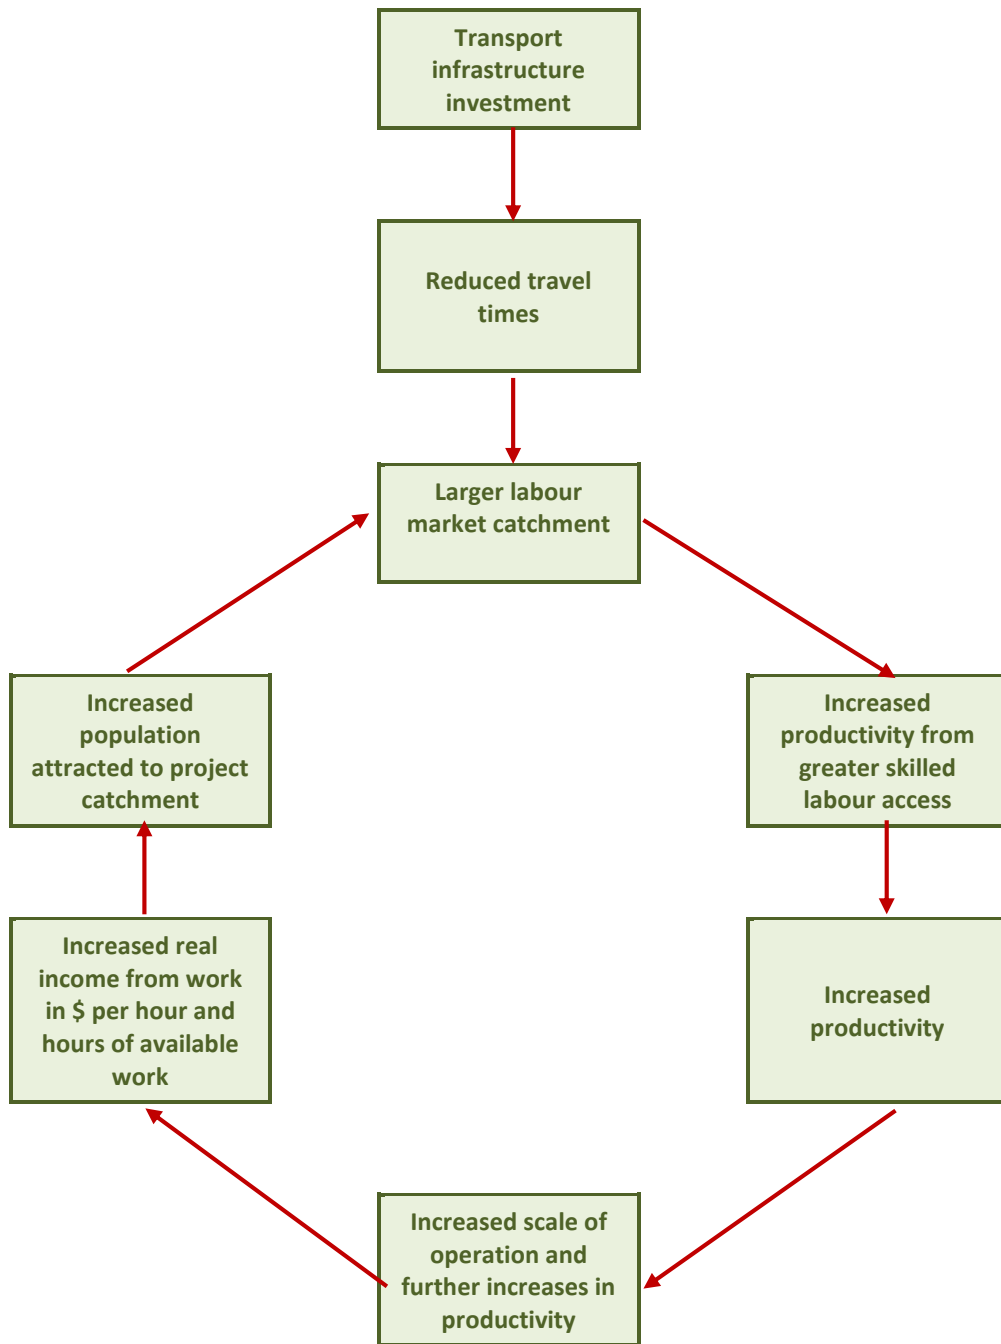 Transport
infrastructure
investment
Reduced travel
times
Larger labour
market catchment
Increased
population
attracted to project
catchment
Increased
productivity from
greater skilled
labour access
Increased real
income from work
in $ per hour and
hours of available
work
Increased
productivity
Increased scale of
operation and
further increases in
productivity